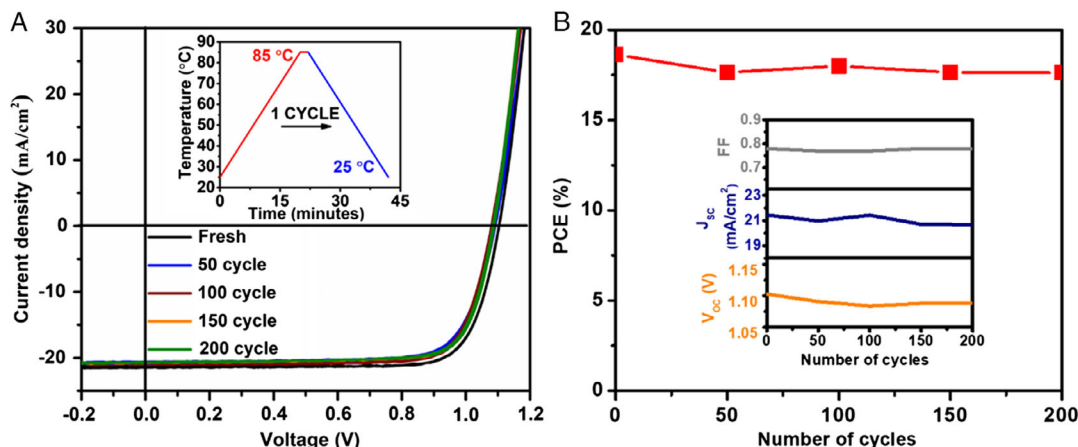 A
Current density (mA/cm²)
30
20
10
0
-10
-20
-0.2 0.0 0.2 0.4 0.6 0.8 1.0 1.2
Voltage (V)
Fresh
50 cycle
100 cycle
150 cycle
200 cycle
Temperature (°C)
90
80
70
60
50
40
30
20
85 °C
1 CYCLE
25 °C
0 15 30 45
Time (minutes)
B
PCE (%)
20
15
10
5
0
0 50 100 150 200
Number of cycles
FF
0.9
0.8
0.7
JSC
(mA/cm²)
23
21
19
VOC (V)
1.15
1.10
1.05
0 50 100 150 200
Number of cycles